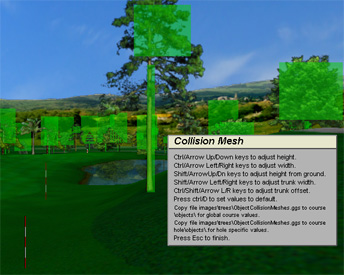 Collision Mesh
Ctrl/Arrow Up/Down keys to adjust height.
Ctrl/Arrow Left/Right keys to adjust width.
Shift/ArrowUp/Dn keys to adjust height from ground.
Shift/Arrow Left/Right keys to adjust trunk width.
Ctrl/Shift/Arrow L/R keys to adjust trunk offset.
Press ctrl/D to set values to default.
Copy file images\trees\ObjectCollisionMeshes.ggs to course
\objects\ for global course values.
Copy file images\trees\ObjectCollisionMeshes.ggs to course
hole\objects\ for hole specific values.
Press Esc to finish.